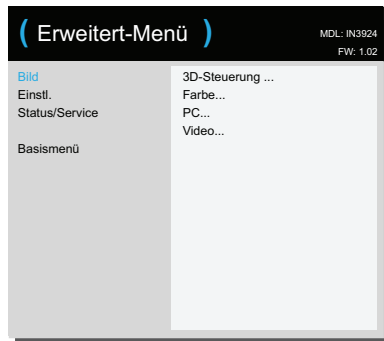 ( Erweitert-Menü )
MDL: IN3924
FW: 1.02
Bild
Einstl.
Status/Service
Basismenü
3D-Steuerung ...
Farbe...
PC...
Video...